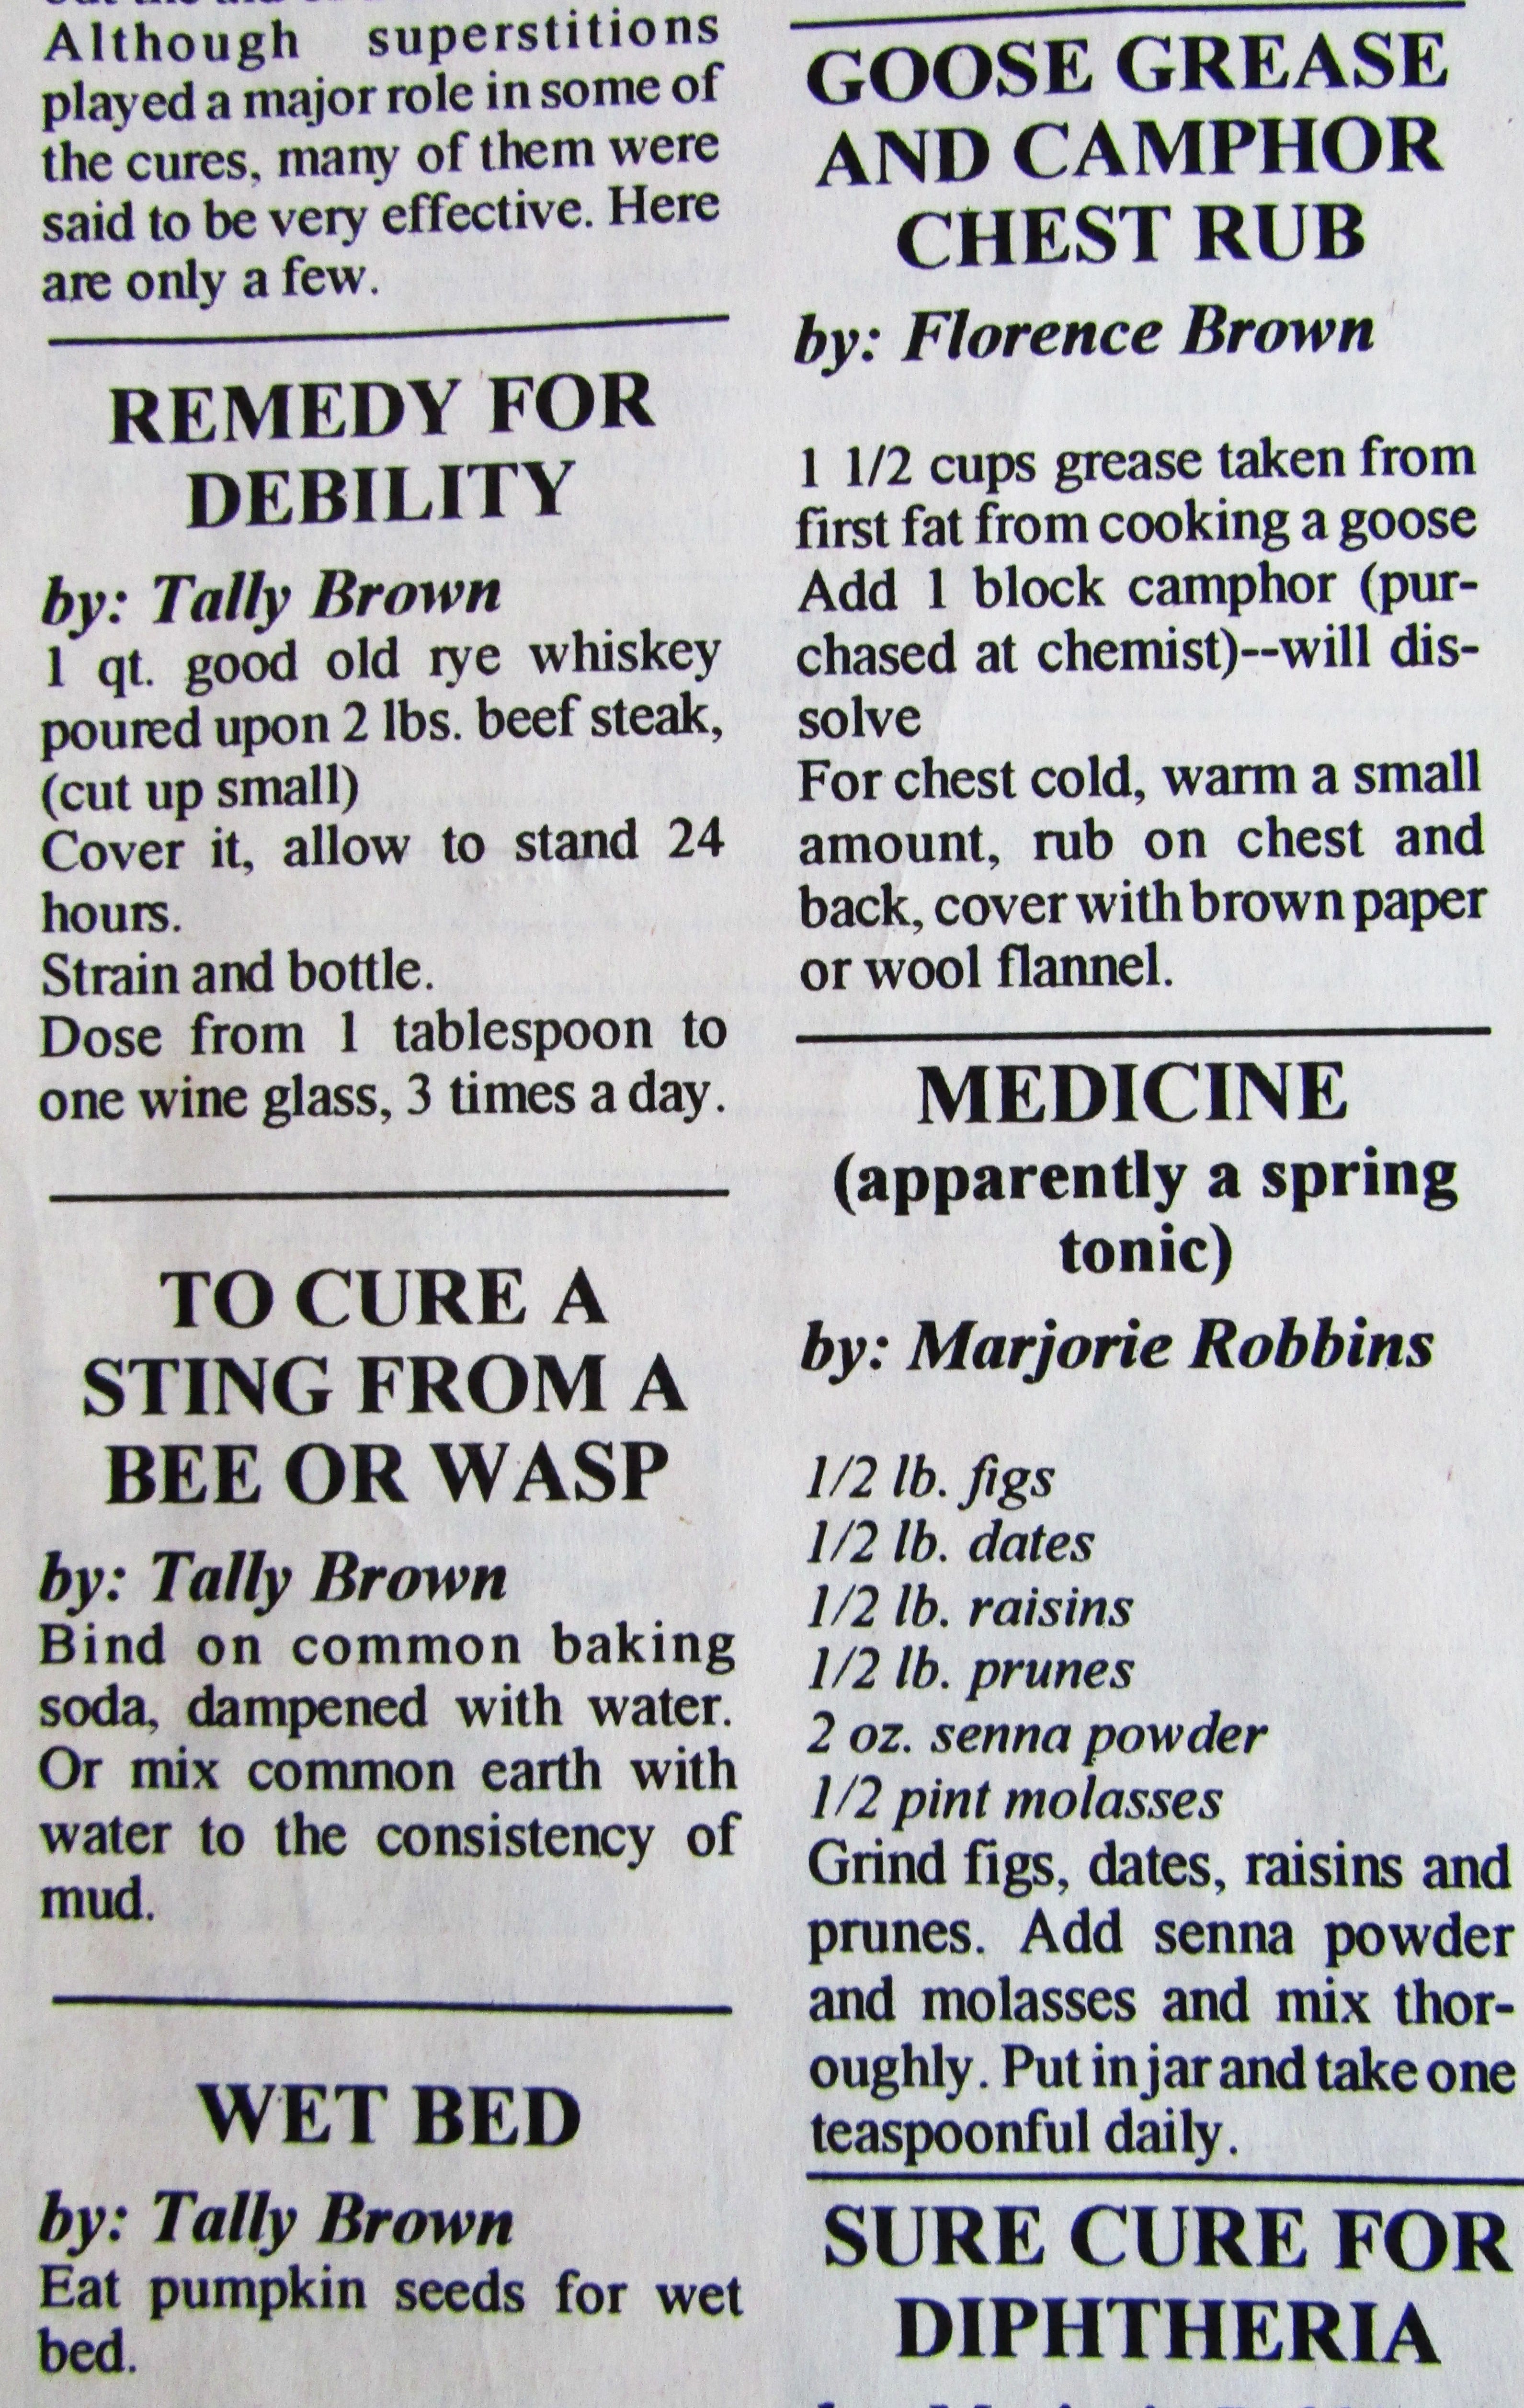 Although superstitions
played a major role in some of
the cures, many of them were
said to be very effective. Here
are only a few.
REMEDY FOR
DEBILITY
by: Tally Brown
1 qt. good old rye whiskey
poured upon 2 lbs. beef steak,
(cut up small)
Cover it, allow to stand 24
hours.
Strain and bottle.
Dose from 1 tablespoon to
one wine glass, 3 times a day.
TO CURE A
STING FROM A
BEE OR WASP
by: Tally Brown
Bind on common baking
soda, dampened with water.
Or mix common earth with
water to the consistency of
mud.
WET BED
by: Tally Brown
Eat pumpkin seeds for wet
bed.
GOOSE GREASE
AND CAMPHOR
CHEST RUB
by: Florence Brown
1 1/2 cups grease taken from
first fat from cooking a goose
Add 1 block camphor (pur-
chased at chemist)--will dis-
solve
For chest cold, warm a small
amount, rub on chest and
back, cover with brown paper
or wool flannel.
MEDICINE
(apparently a spring
tonic)
by: Marjorie Robbins
1/2 lb. figs
1/2 lb. dates
1/2 lb. raisins
1/2 lb. prunes
2 oz. senna powder
1/2 pint molasses
Grind figs, dates, raisins and
prunes. Add senna powder
and molasses and mix thor-
oughly. Put in jar and take one
teaspoonful daily.
SURE CURE FOR
DIPHTHERIA